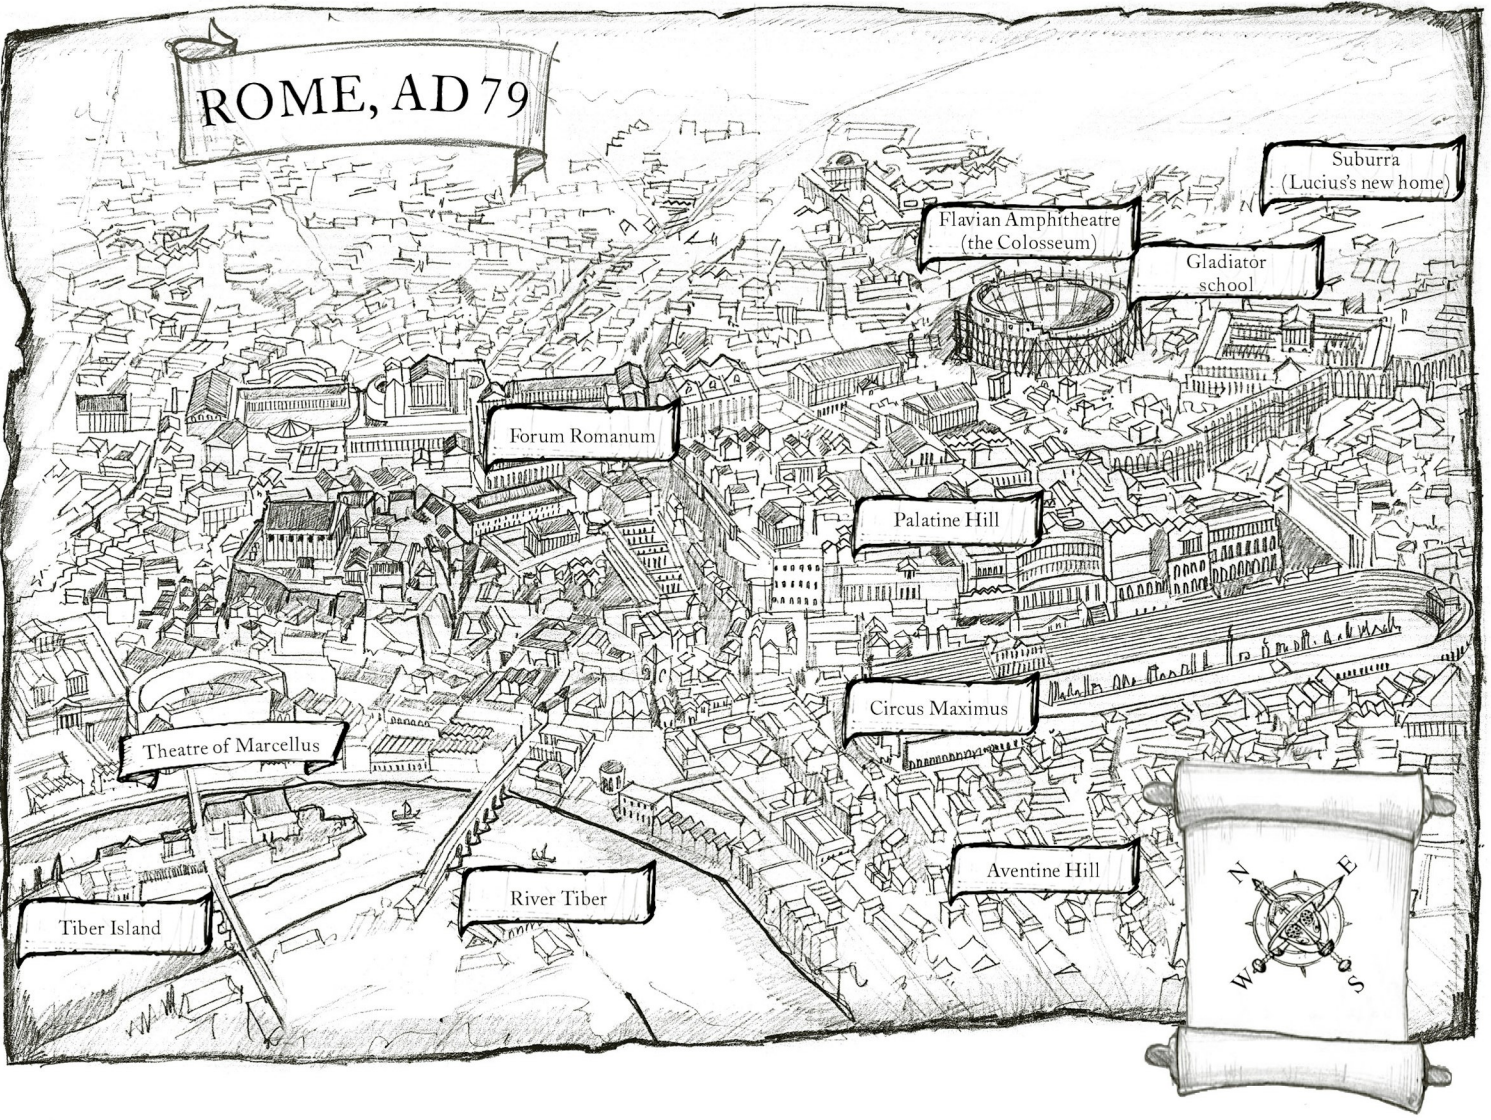 ROME, AD 79
Suburra
(Lucius's new home)
Flavian Amphitheatre
(the Colosseum)
Gladiator
school
Forum Romanum
Palatine Hill
Circus Maximus
Theatre of Marcellus
Aventine Hill
River Tiber
Tiber Island
N
E
W
S